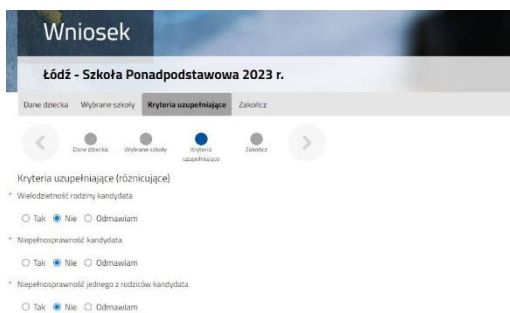 Wniosek
Łódź - Szkoła Ponadpodstawowa 2023 r.
Dane dziecka Wybrane szkoły Kryteria uzupełniające Zakończ
Dane dziecka Wybrane szkoły Kryteria uzupełniające Zakończ
Kryteria uzupełniające (różnicujące)
* Wielodzietność rodziny kandydata
Tak Nie Odmawiam
* Niepełnosprawność kandydata
Tak Nie Odmawiam
* Niepełnosprawność jednego z rodziców kandydata
Tak Nie Odmawiam